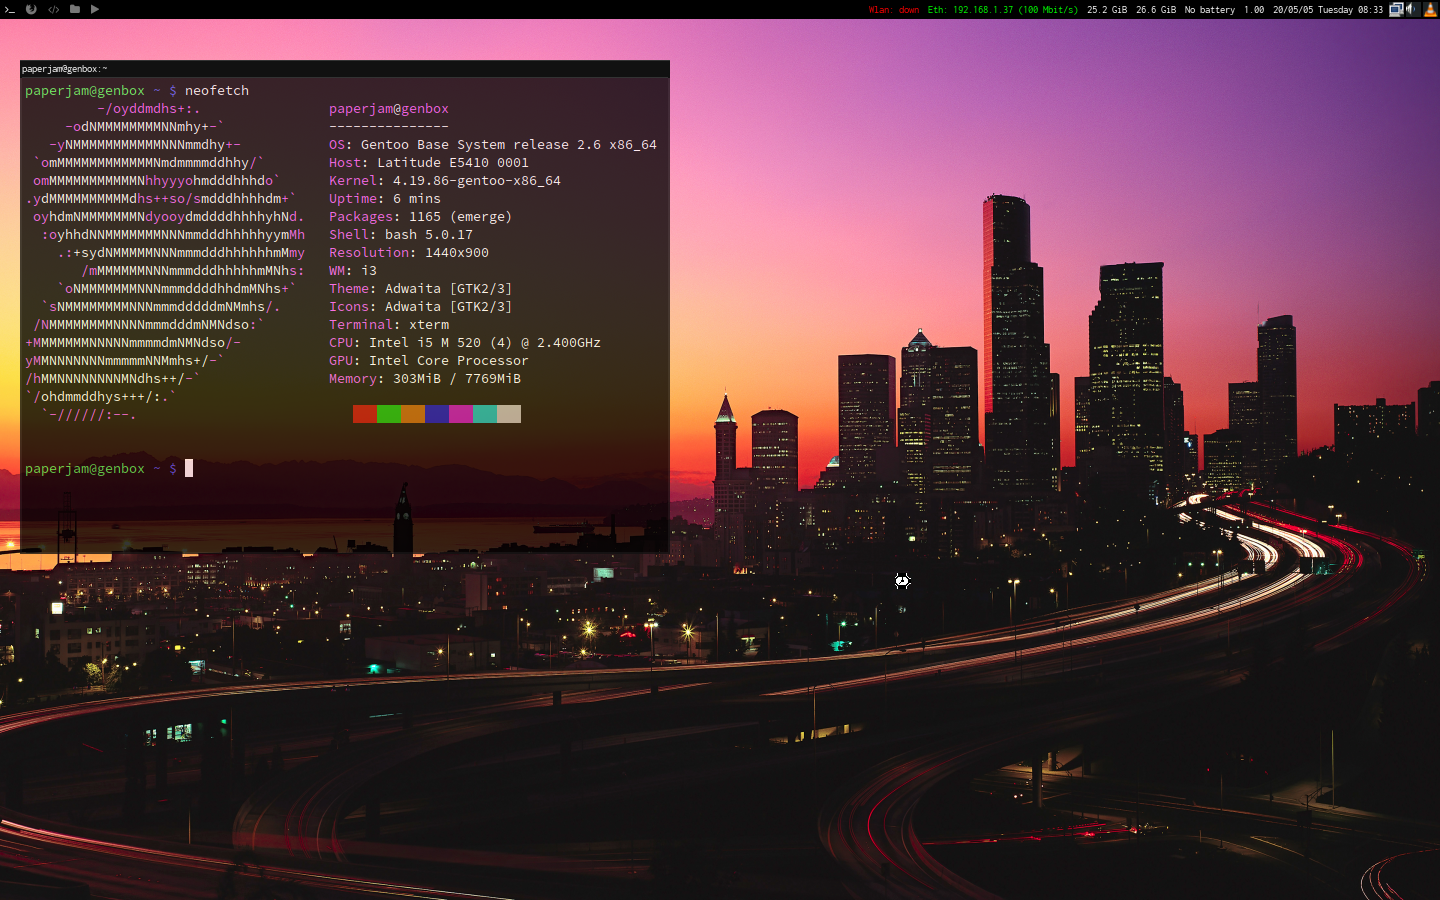 Wlan: down Eth: 192.168.1.37 (100 Mbit/s) 25.2 GiB 26.6 GiB No battery 1.00 20/05/05 Tuesday 08:33
paperjam@genbox:~
paperjam@genbox ~ $ neofetch
-/oyddmdhs+:. paperjam@genbox
-odNMMMMMMMMNNmhy+-` ---------------
-yNMMMMMMMMMMMNNNmmdhy+- OS: Gentoo Base System release 2.6 x86_64
`omMMMMMMMMMMMMNmdmmmmddhhy/` Host: Latitude E5410 0001
omMMMMMMMMMMMNhhyyyohmdddhhhdo` Kernel: 4.19.86-gentoo-x86_64
.ydMMMMMMMMMMdhs++so/smdddhhhhdm+` Uptime: 6 mins
oyhdmNMMMMMMMNdyooydmddddhhhhyhNd. Packages: 1165 (emerge)
:oyhhdNNMMMMMMMNNNmmdddhhhhhyymMh Shell: bash 5.0.17
.:+sydNMMMMMNNNmmmdddhhhhhhmMmy Resolution: 1440x900
/mMMMMMMNNNmmmdddhhhhhmMNhs: WM: i3
`oNMMMMMMMNNNmmmddddhhdmMNhs+` Theme: Adwaita [GTK2/3]
`sNMMMMMMMMNNNmmmdddddmNMmhs/. Icons: Adwaita [GTK2/3]
/NMMMMMMMMNNNNmmmdddmNMNdso:` Terminal: xterm
+MMMMMMMNNNNNmmmmdmNMNdso/- CPU: Intel i5 M 520 (4) @ 2.400GHz
yMMNNNNNNNmmmmmNNMmhs+/-` GPU: Intel Core Processor
/hMMNNNNNNNNMNdhs++/-` Memory: 303MiB / 7769MiB
`/ohdmmddhys+++/:.`
`-//////:--.
paperjam@genbox ~ $